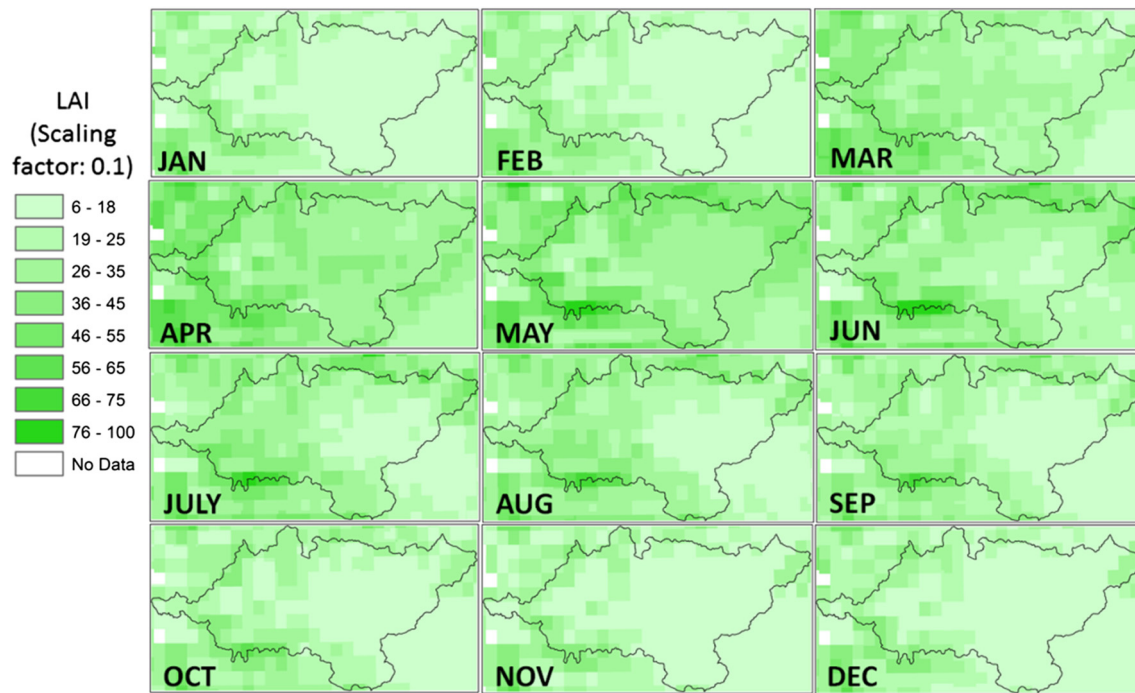 LAI
(Scaling
factor: 0.1)
6 - 18
19 - 25
26 - 35
36 - 45
46 - 55
56 - 65
66 - 75
76 - 100
No Data
JAN
FEB
MAR
APR
MAY
JUN
JULY
AUG
SEP
OCT
NOV
DEC